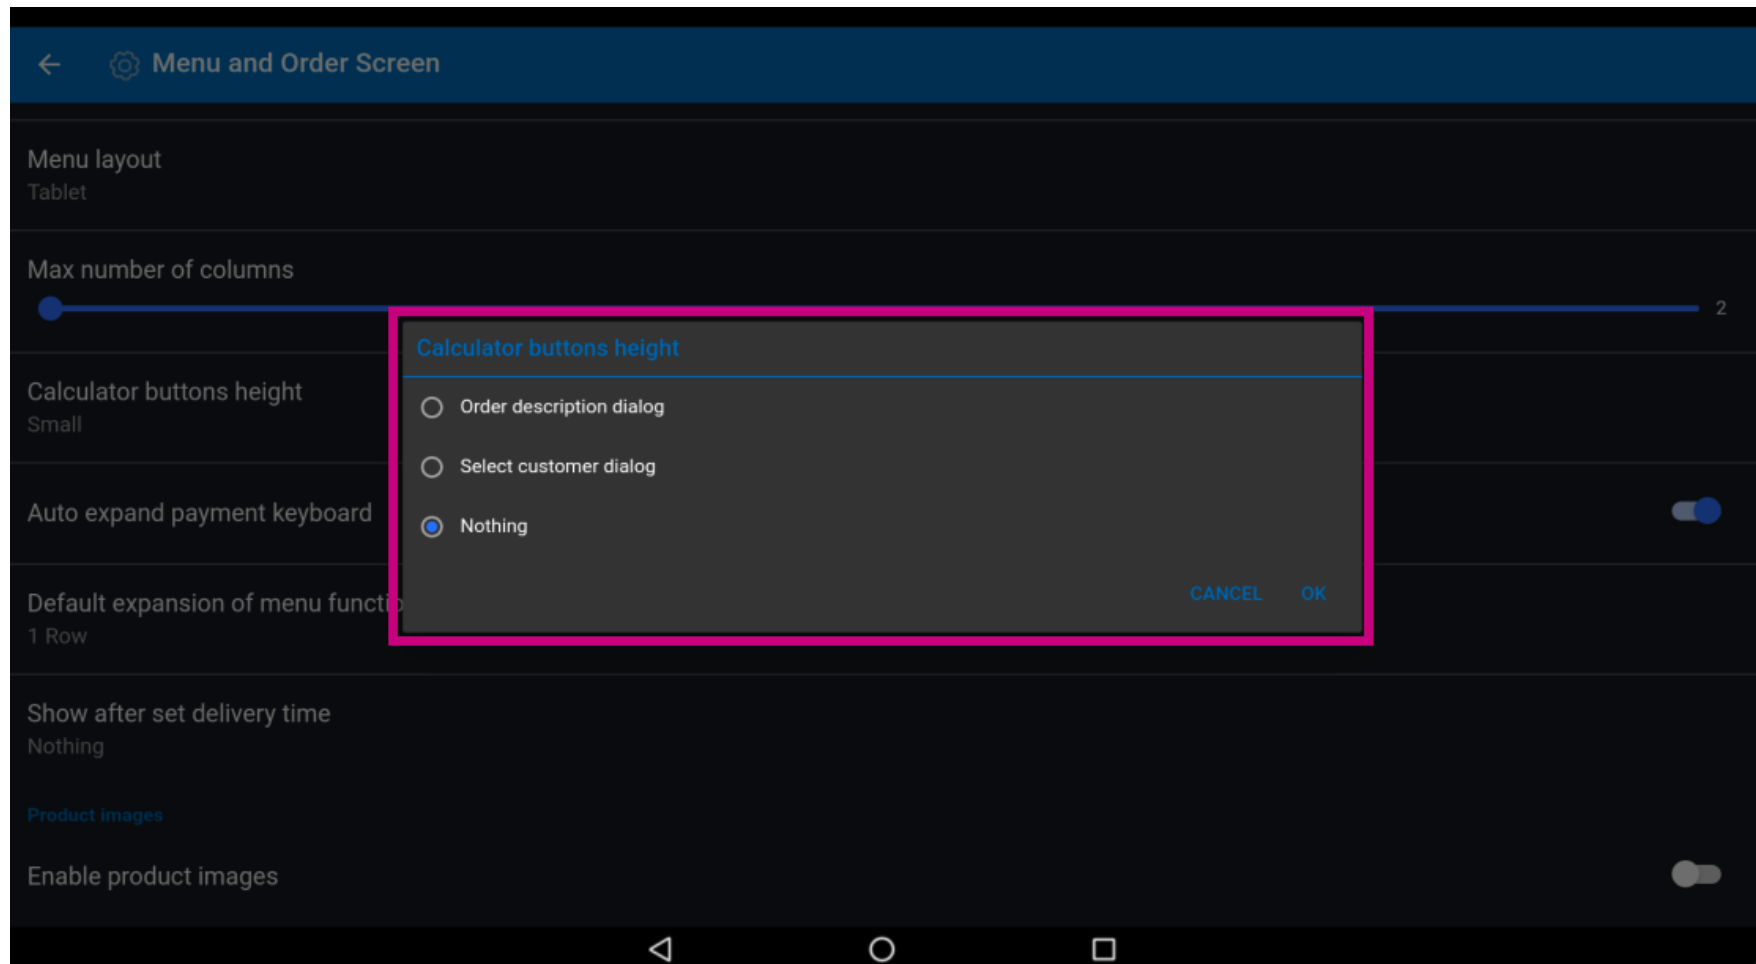 Menu and Order Screen
Menu layout
Tablet
Max number of columns
2
Calculator buttons height
Order description dialog
Select customer dialog
Nothing
CANCEL OK
Calculator buttons height
Small
Auto expand payment keyboard
Default expansion of menu functio
1 Row
Show after set delivery time
Nothing
Product images
Enable product images